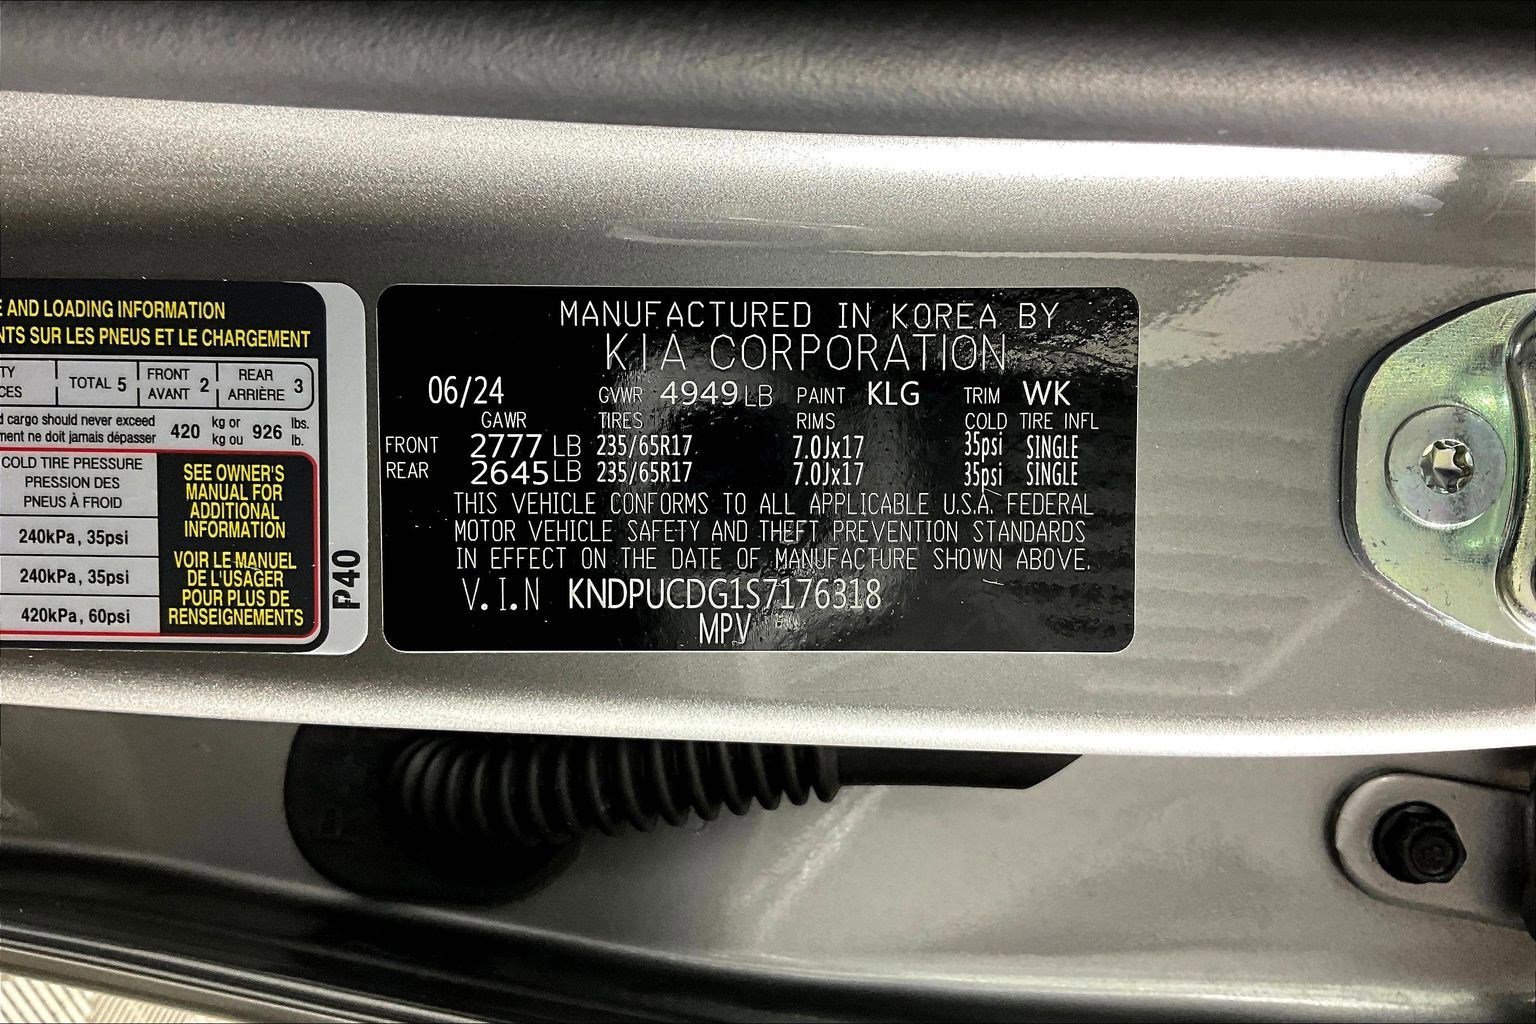 E AND LOADING INFORMATION
NTS SUR LES PNEUS ET LE CHARGEMENT
TY
CES
TOTAL 5
FRONT
AVANT 2
REAR
ARRIÈRE 3
d cargo should never exceed
ment ne doit jamais dépasser
420
kg or
kg ou
926
lbs.
lb.
COLD TIRE PRESSURE
PRESSION DES
PNEUS À FROID
240kPa, 35psi
240kPa, 35psi
420kPa, 60psi
SEE OWNER'S
MANUAL FOR
ADDITIONAL
INFORMATION
VOIR LE MANUEL
DE L'USAGER
POUR PLUS DE
RENSEIGNEMENTS
P40
MANUFACTURED IN KOREA BY
KIA CORPORATION
06/24 GVWR 4949 LB PAINT KLG TRIM WK
GAWR TIRES RIMS COLD TIRE INFL
FRONT 2777 LB 235/65R17 7.0Jx17 35psi SINGLE
REAR 2645 LB 235/65R17 7.0Jx17 35psi SINGLE
THIS VEHICLE CONFORMS TO ALL APPLICABLE U.S.A. FEDERAL
MOTOR VEHICLE SAFETY AND THEFT PREVENTION STANDARDS
IN EFFECT ON THE DATE OF MANUFACTURE SHOWN ABOVE.
V.I.N KNDPUCDG1S7176318
MPV